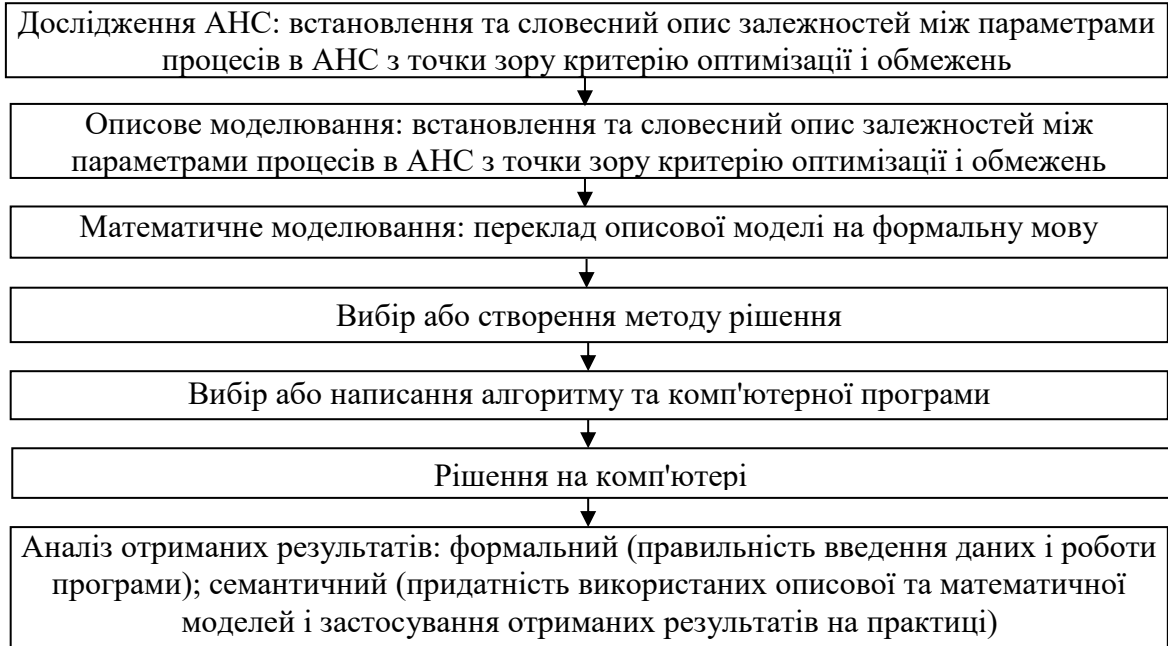 Дослідження АНС: встановлення та словесний опис залежностей між параметрами
процесів в АНС з точки зору критерію оптимізації і обмежень
Описове моделювання: встановлення та словесний опис залежностей між
параметрами процесів в АНС з точки зору критерію оптимізації і обмежень
Математичне моделювання: переклад описової моделі на формальну мову
Вибір або створення методу рішення
Вибір або написання алгоритму та комп'ютерної програми
Рішення на комп'ютері
Аналіз отриманих результатів: формальний (правильність введення даних і роботи
програми); семантичний (придатність використаних описової та математичної
моделей і застосування отриманих результатів на практиці)